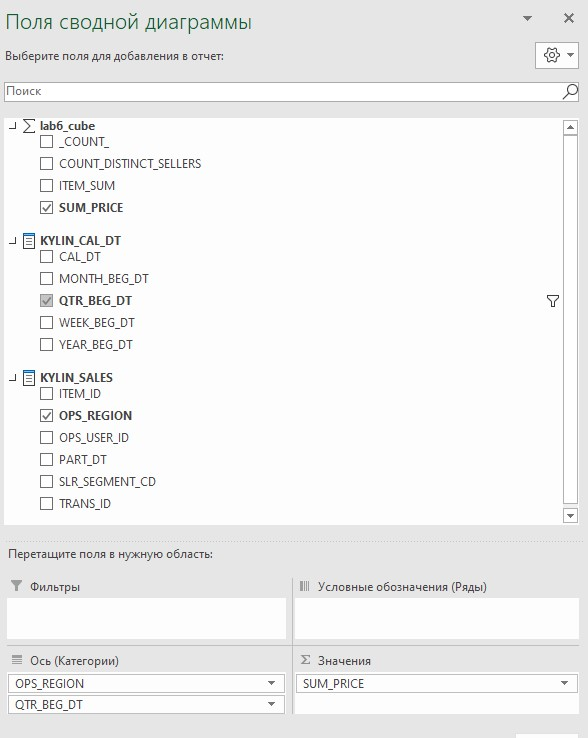 Поля сводной диаграммы
Выберите поля для добавления в отчет:
Поиск
lab6_cube
_COUNT_
COUNT_DISTINCT_SELLERS
ITEM_SUM
SUM_PRICE
KYLIN_CAL_DT
CAL_DT
MONTH_BEG_DT
QTR_BEG_DT
WEEK_BEG_DT
YEAR_BEG_DT
KYLIN_SALES
ITEM_ID
OPS_REGION
OPS_USER_ID
PART_DT
SLR_SEGMENT_CD
TRANS_ID
Перетащите поля в нужную область:
Фильтры
Условные обозначения (Ряды)
Ось (Категории)
OPS_REGION
QTR_BEG_DT
Σ Значения
SUM_PRICE